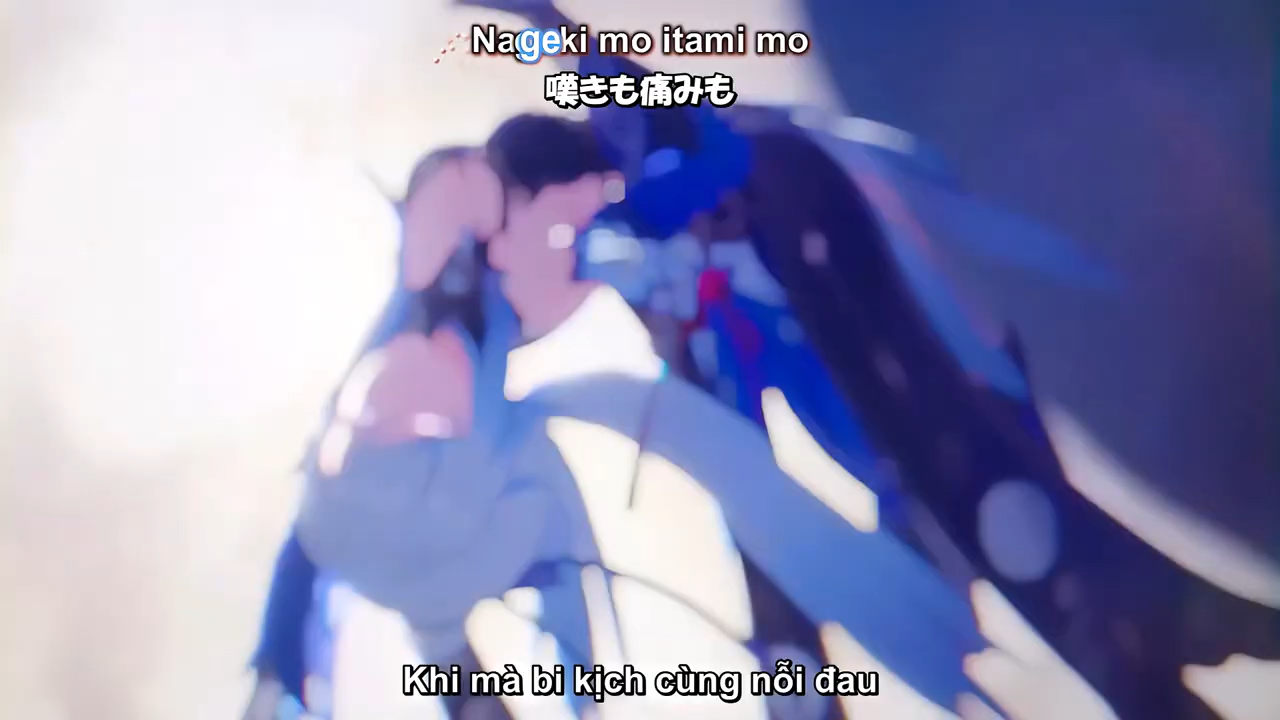 Nageki mo itami mo
嘆きも痛みも
Khi mà bi kịch cùng nỗi đau